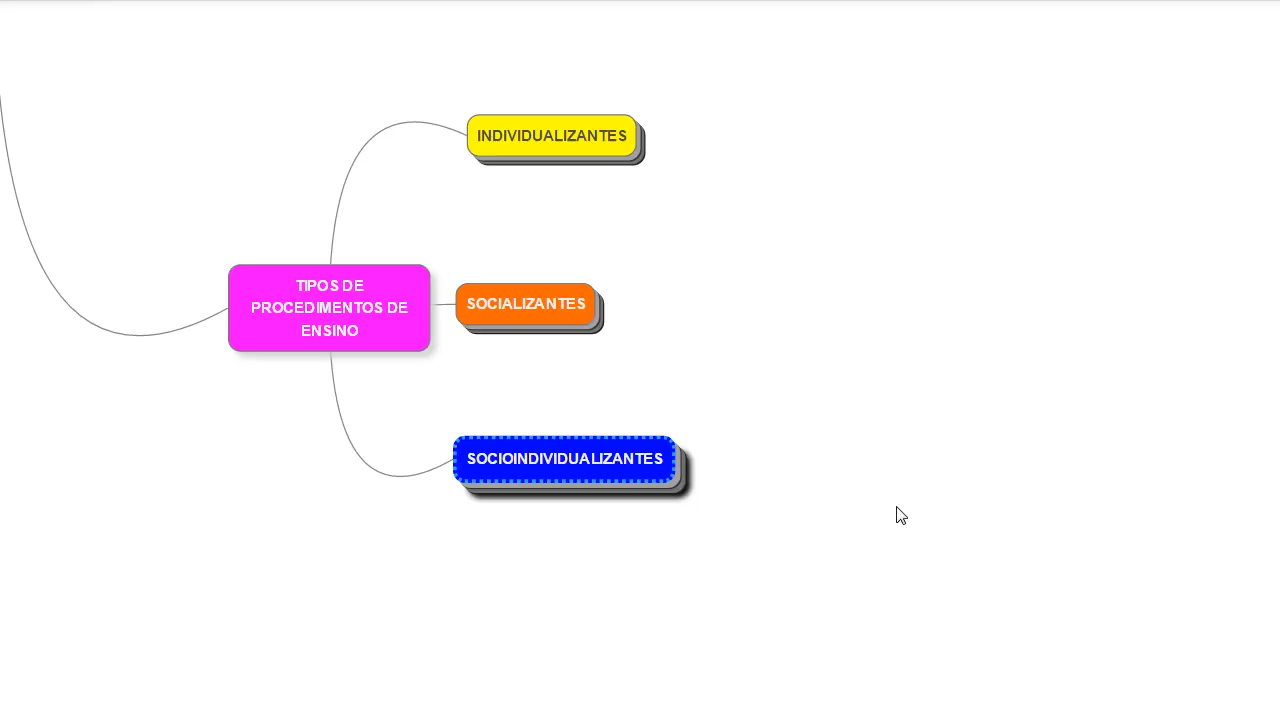 INDIVIDUALIZANTES
TIPOS DE
PROCEDIMENTOS DE
ENSINO
SOCIALIZANTES
SOCIOINDIVIDUALIZANTES